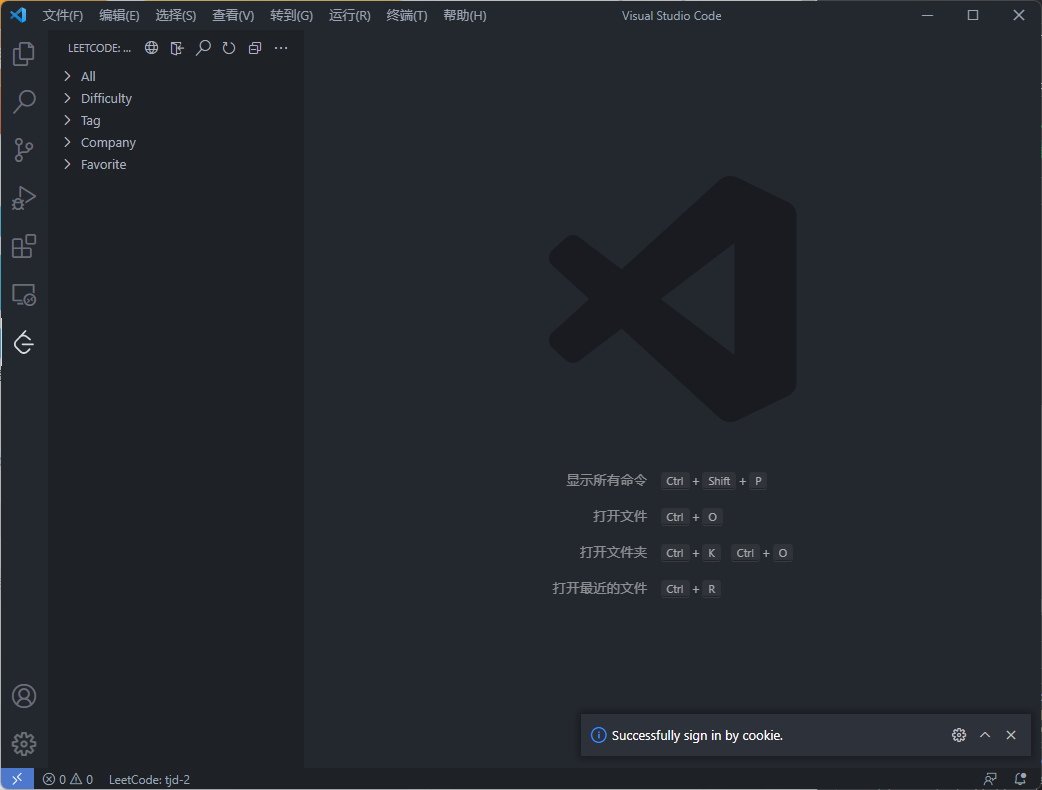 文件(F) 编辑(E) 选择(S) 查看(V) 转到(G) 运行(R) 终端(T) 帮助(H) Visual Studio Code
LEETCODE: ...
All
Difficulty
Tag
Company
Favorite
显示所有命令 Ctrl + Shift + P
打开文件 Ctrl + O
打开文件夹 Ctrl + K Ctrl + O
打开最近的文件 Ctrl + R
Successfully sign in by cookie.
0 0 LeetCode: tjd-2